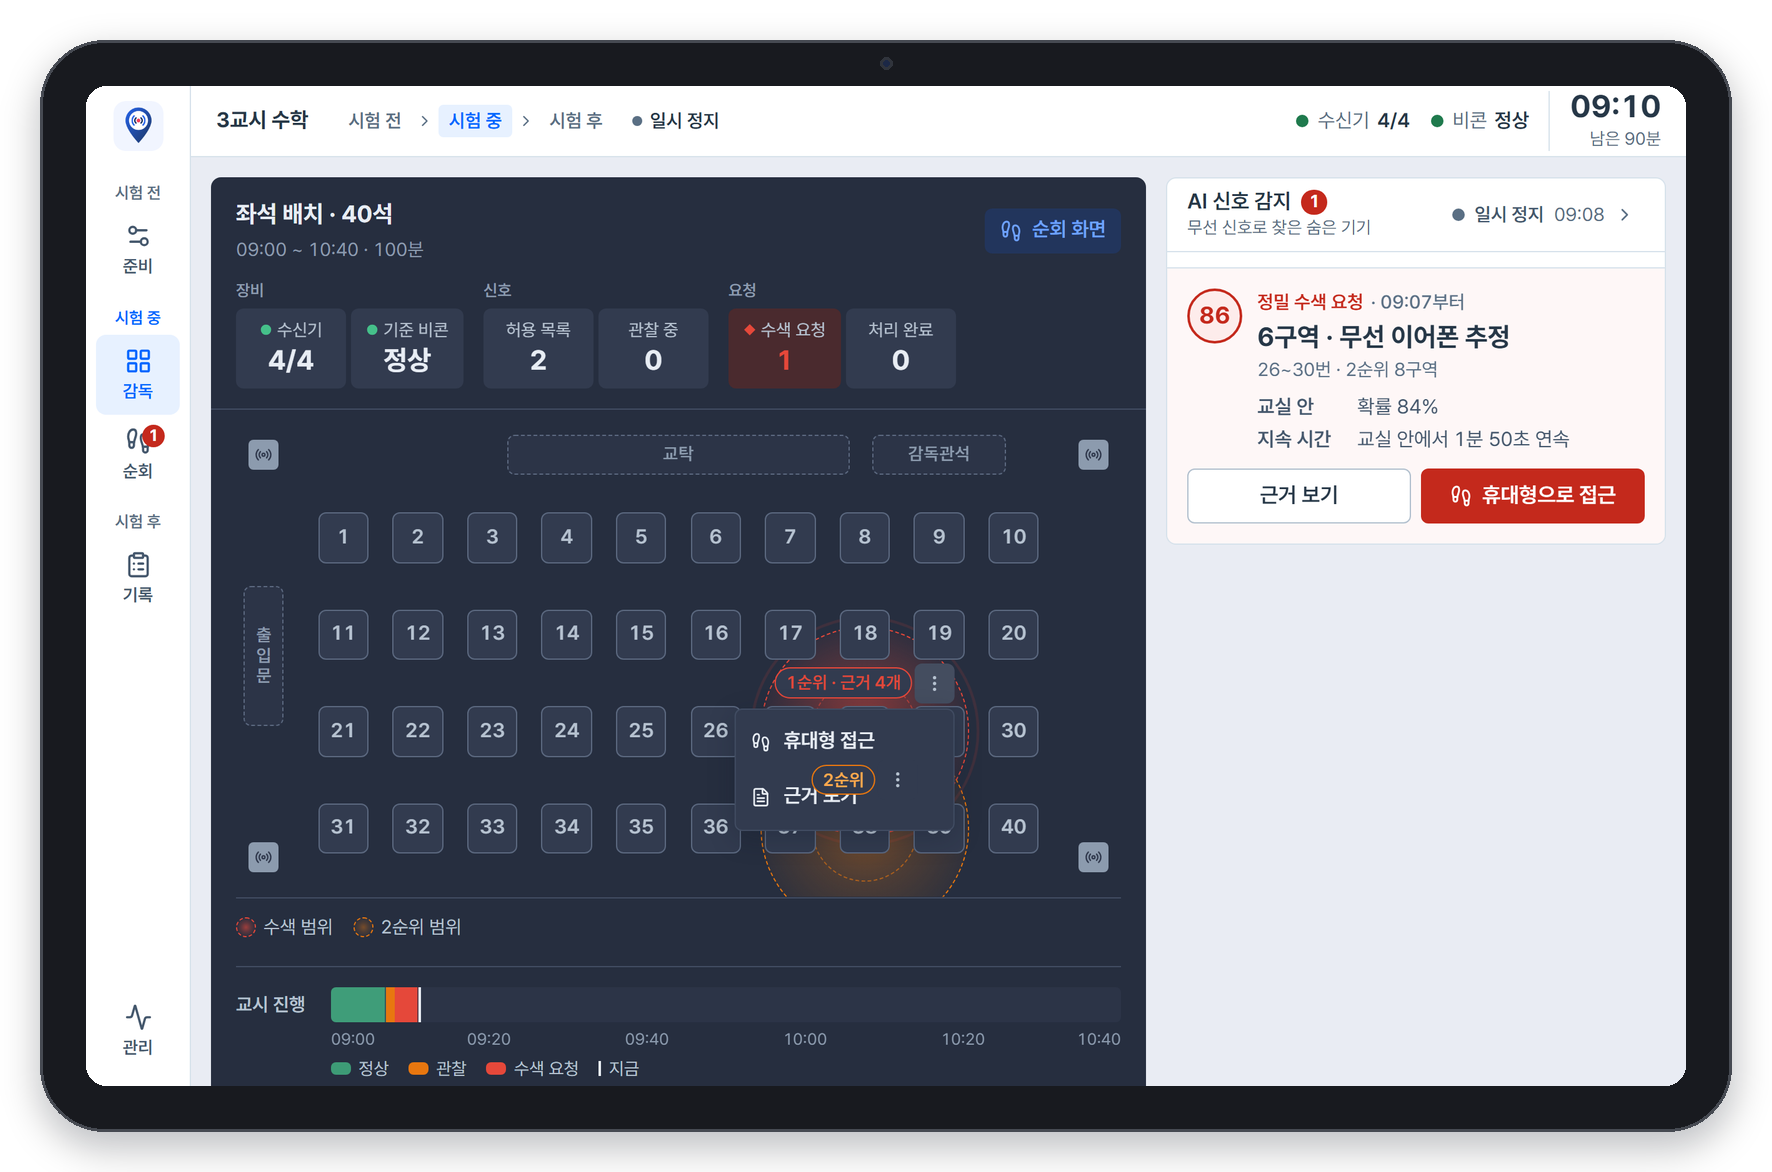 3교시 수학
시험 전 > 시험 중 > 시험 후
일시 정지
수신기 4/4
비콘 정상
09:10
남은 90분
시험 전
준비
시험 중
감독
1
순회
시험 후
기록
관리
좌석 배치 · 40석
09:00 ~ 10:40 · 100분
순회 화면
장비
신호
요청
수신기
4/4
기준 비콘
정상
허용 목록
2
관찰 중
0
수색 요청
1
처리 완료
0
교탁
감독관석
출입문
1 2 3 4 5 6 7 8 9 10
11 12 13 14 15 16 17 18 19 20
1순위 · 근거 4개
21 22 23 24 25 26 30
휴대형 접근
2순위
근거 보기
31 32 33 34 35 36 37 38 39 40
수색 범위
2순위 범위
교시 진행
09:00 09:20 09:40 10:00 10:20 10:40
정상 관찰 수색 요청 지금
AI 신호 감지 1
무선 신호로 찾은 숨은 기기
일시 정지 09:08
86
정밀 수색 요청 · 09:07부터
6구역 · 무선 이어폰 추정
26~30번 · 2순위 8구역
교실 안 확률 84%
지속 시간 교실 안에서 1분 50초 연속
근거 보기
휴대형으로 접근